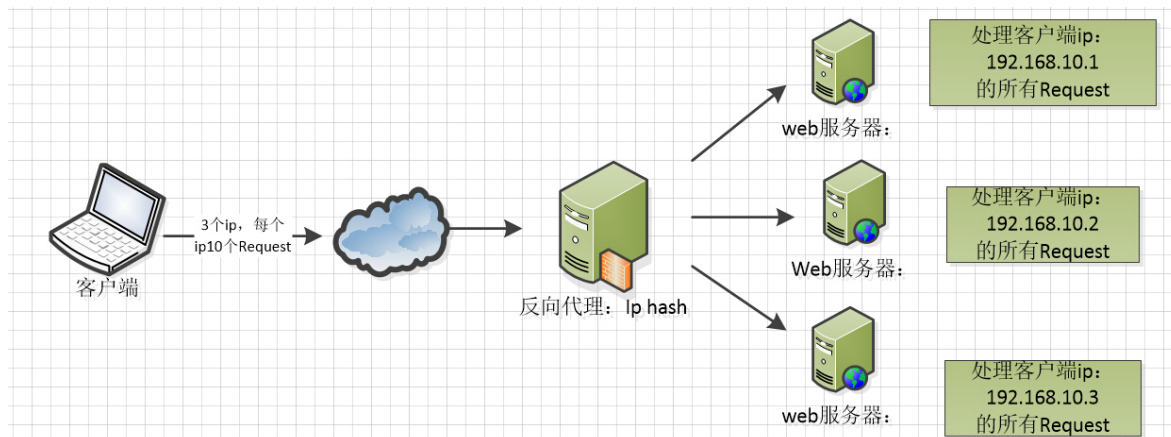 3个ip，每个
ip10个Request
客户端
反向代理：Ip hash
web服务器：
处理客户端ip：
192.168.10.1
的所有Request
Web服务器：
处理客户端ip：
192.168.10.2
的所有Request
web服务器：
处理客户端ip：
192.168.10.3
的所有Request